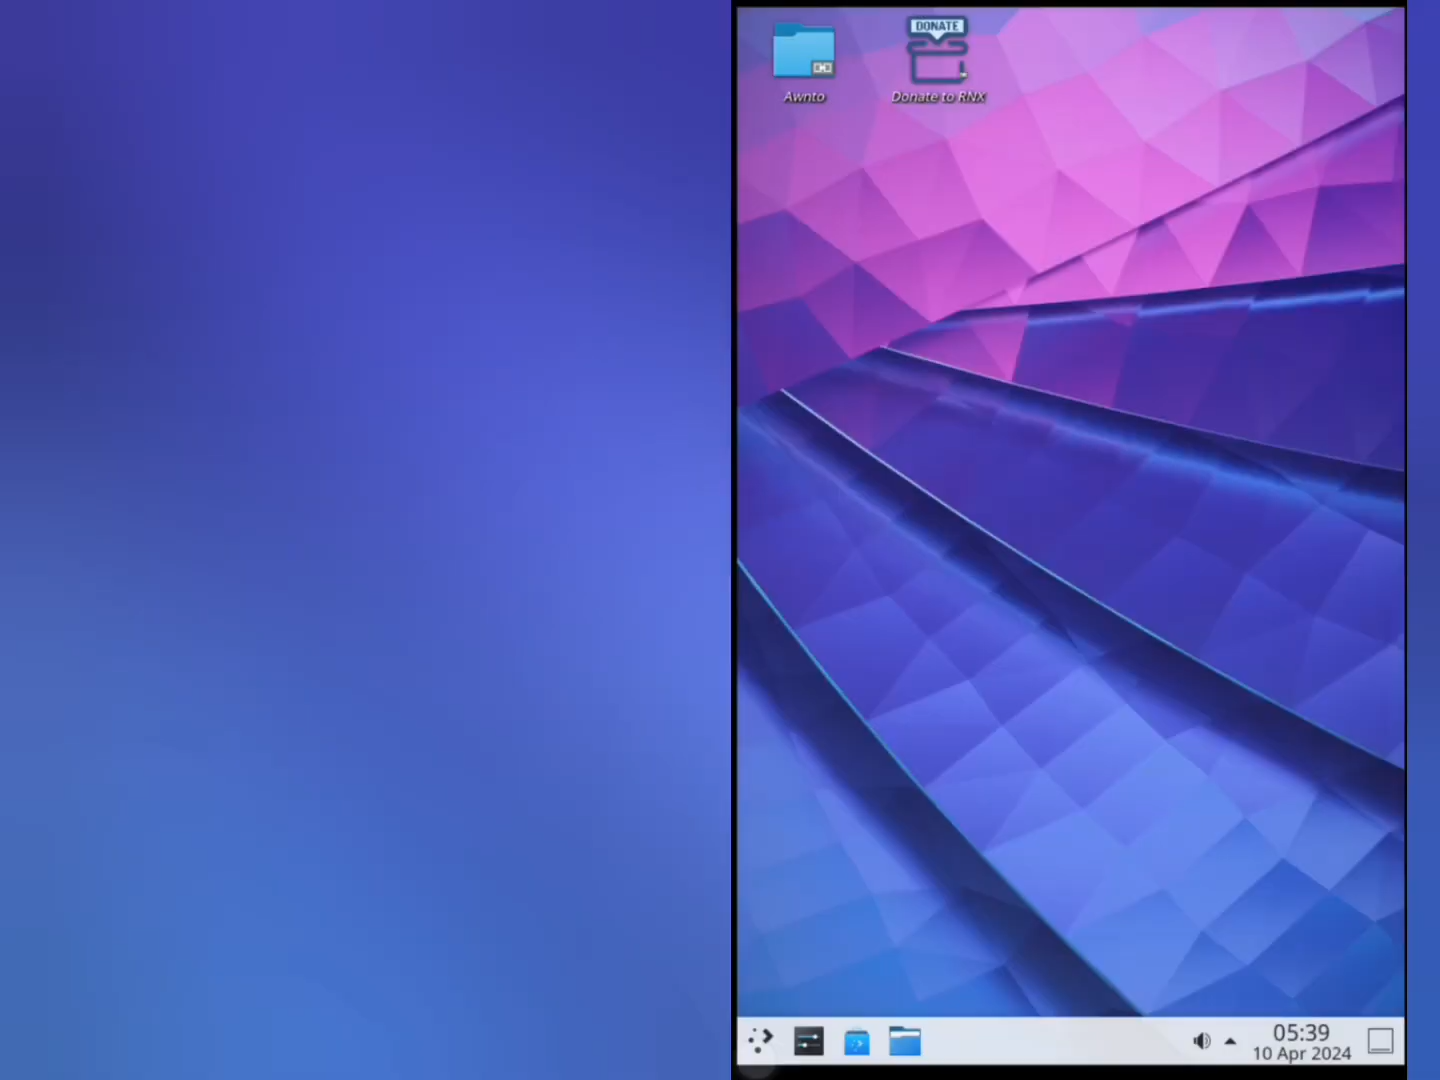 DONATE
Awnto
Donate to RNX
05:39
10 Apr 2024